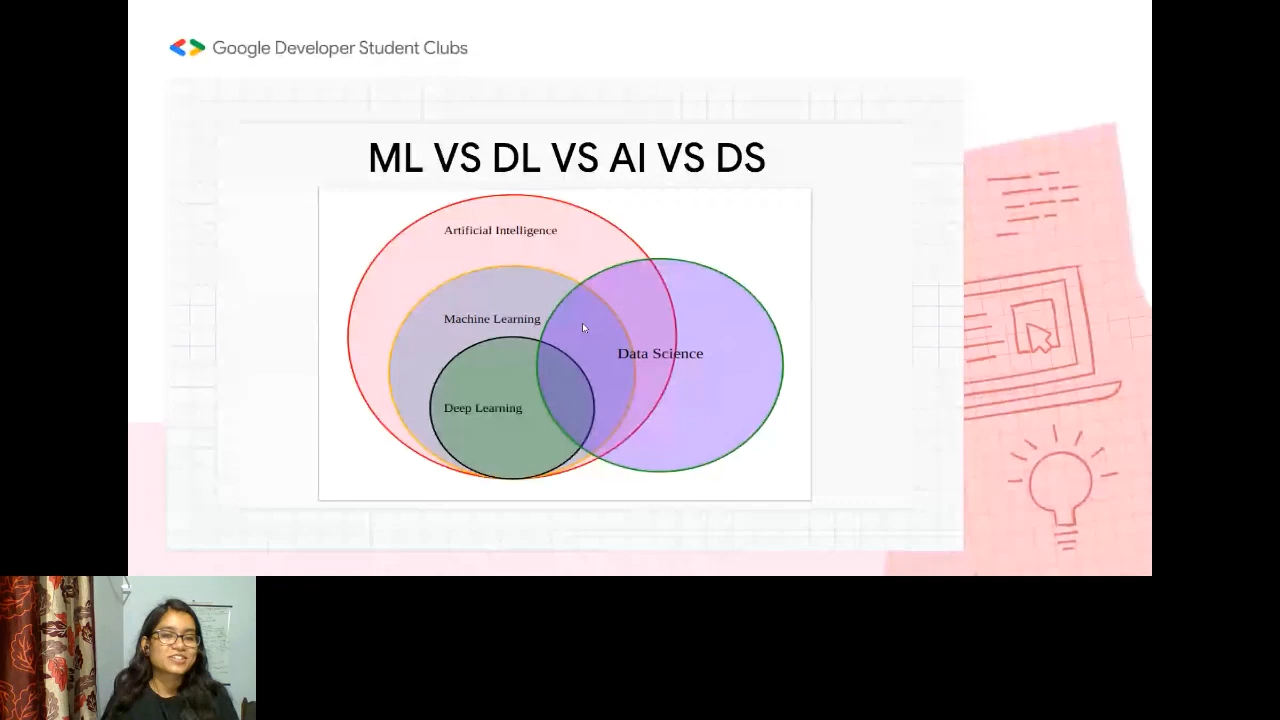 Google Developer Student Clubs
ML VS DL VS AI VS DS
Artificial Intelligence
Machine Learning
Data Science
Deep Learning